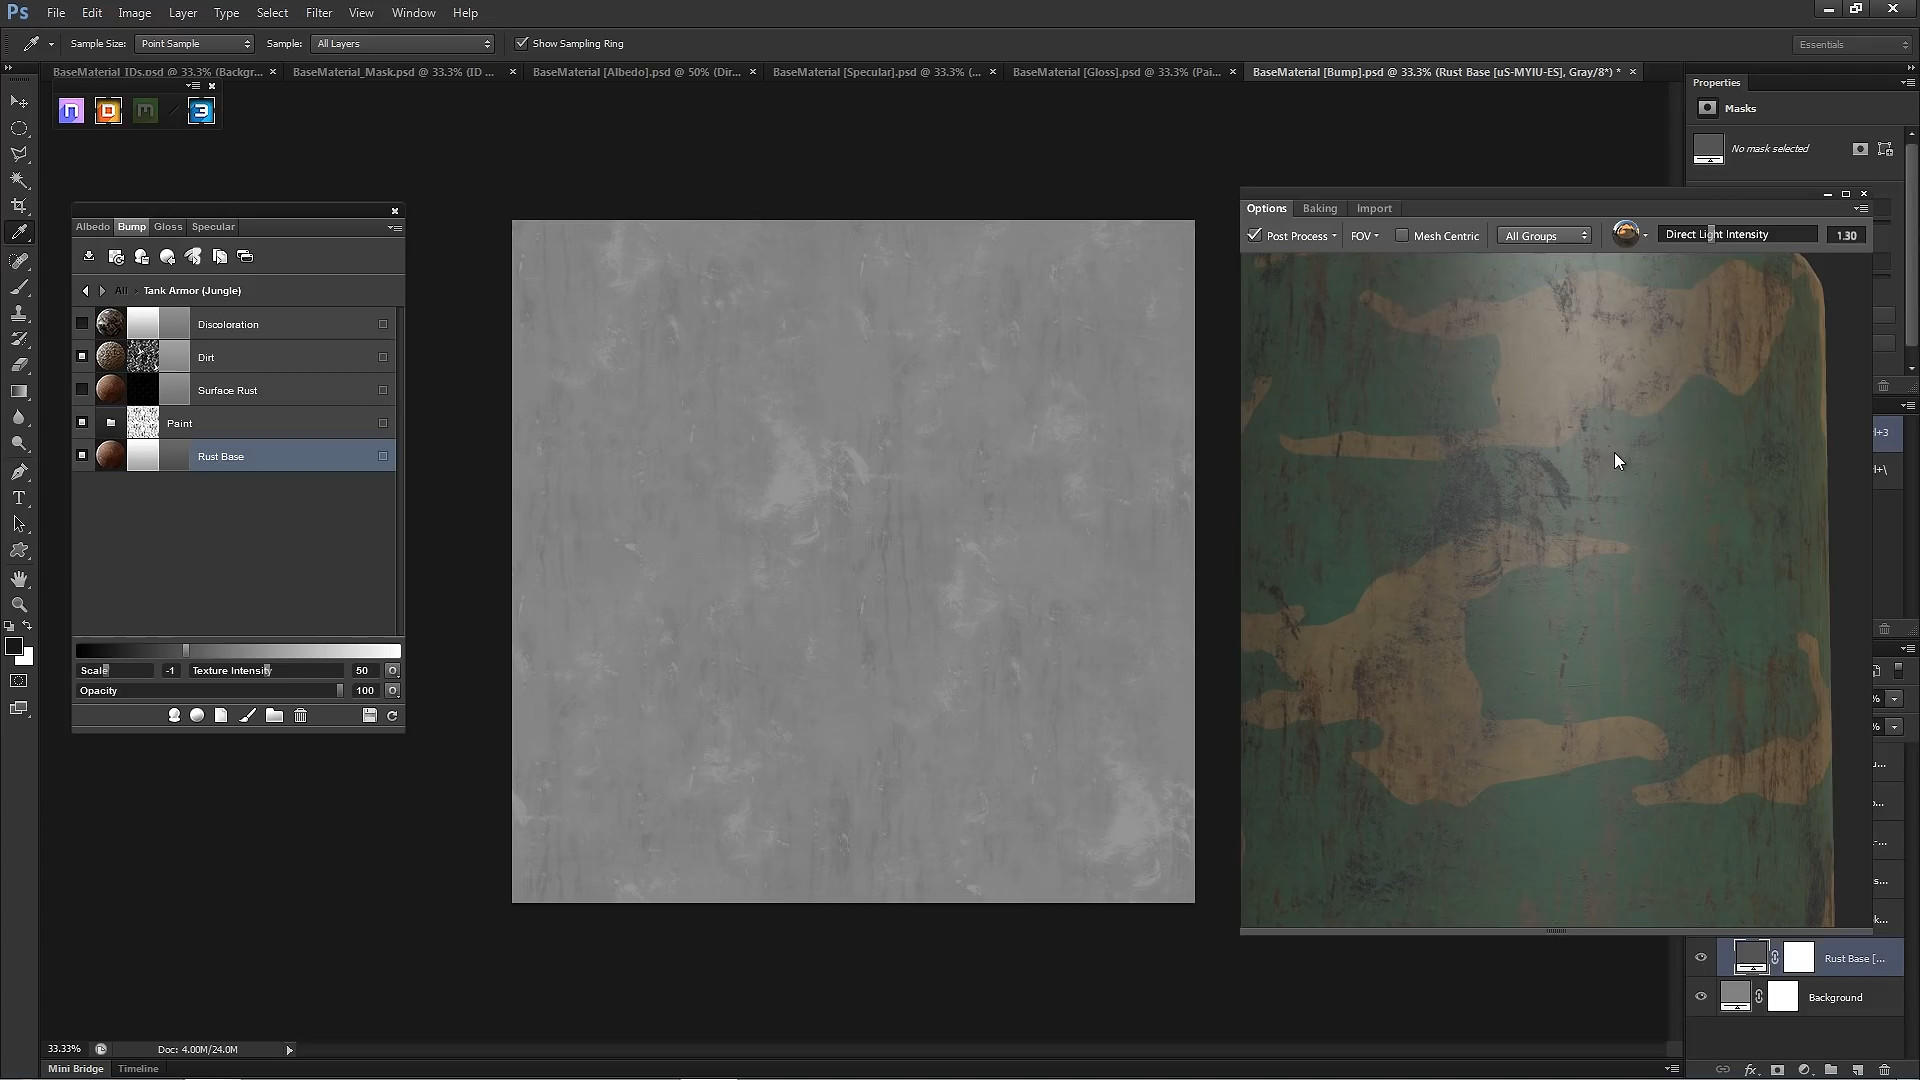 Ps File Edit Image Layer Type Select Filter View Window Help
Sample Size: Point Sample Sample: All Layers Show Sampling Ring Essentials
BaseMaterial_IDs.psd @ 33.3% (Backgr... × BaseMaterial_Mask.psd @ 33.3% (ID ... × BaseMaterial [Albedo].psd @ 50% (Dir... × BaseMaterial [Specular].psd @ 33.3% (... × BaseMaterial [Gloss].psd @ 33.3% (Pai... × BaseMaterial [Bump].psd @ 33.3% (Rust Base [uS-MYIU-ES], Gray/8*) * ×
Properties
Masks
No mask selected
Albedo Bump Gloss Specular
All › Tank Armor (Jungle)
Discoloration
Dirt
Surface Rust
Paint
Rust Base
Scale -1 Texture Intensity 50
Opacity 100
Options Baking Import
Post Process FOV Mesh Centric All Groups Direct Light Intensity 1.30
l+3
l+\
%
%
u...
o...
-...
s...
k...
Rust Base [...
Background
33.33% Doc: 4.00M/24.0M
Mini Bridge Timeline
fx